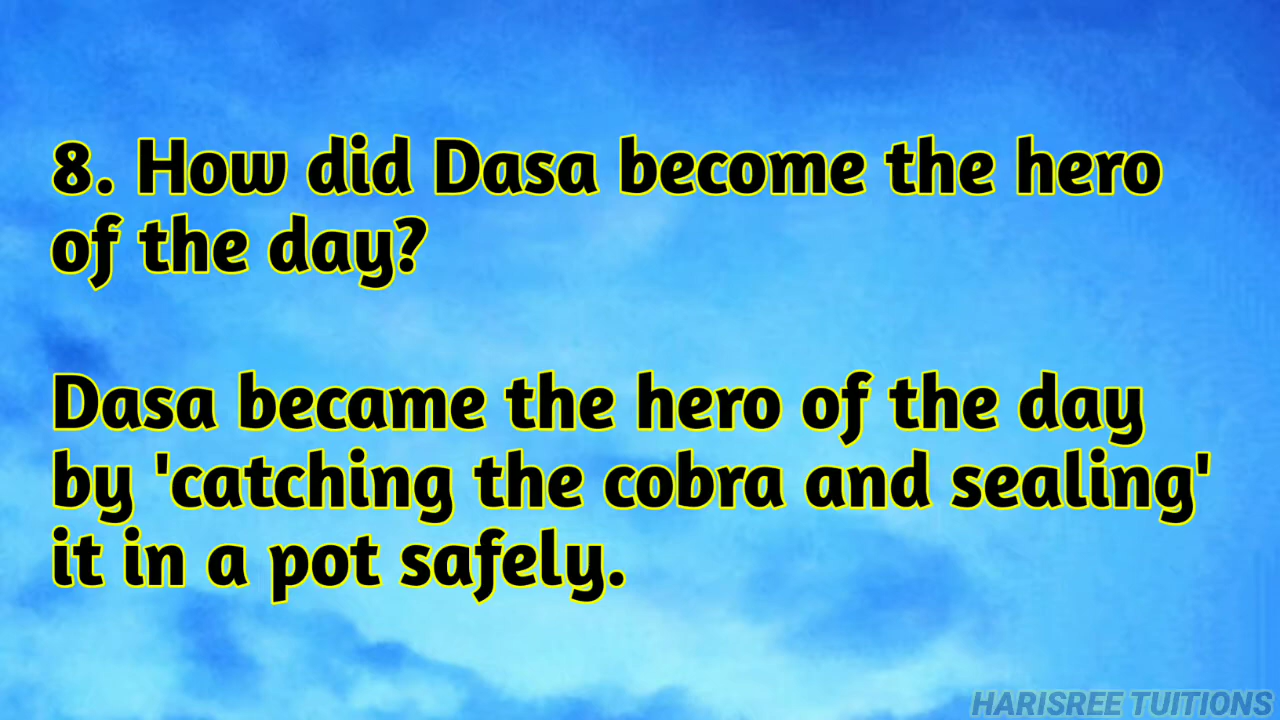 8. How did Dasa become the hero
of the day?
Dasa became the hero of the day
by 'catching the cobra and sealing'
it in a pot safely.
HARISREE TUITIONS